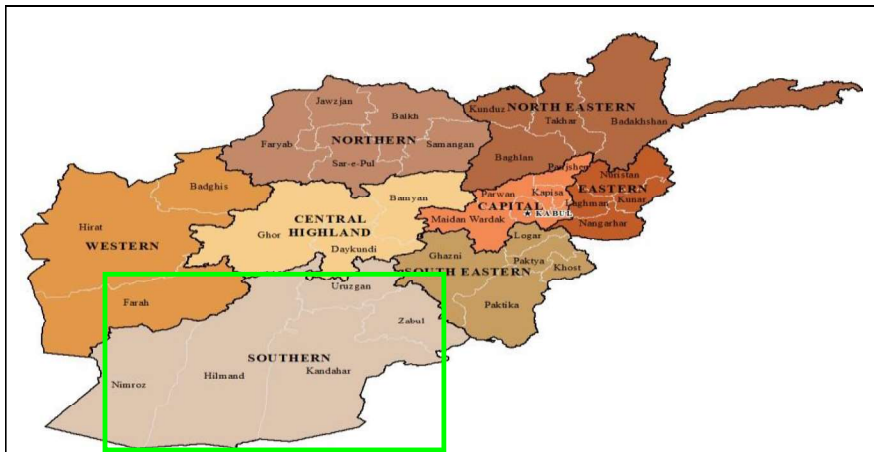 Jawzjan
Balkh
Kunduz
NORTH EASTERN
Takhar
Badakhshan
Faryab
NORTHERN
Samangan
Sar-e-Pul
Baghlan
Panjsher
Nuristan
Badghis
Bamyan
Parwan
Kapisa
EASTERN
Laghman
Kunar
CAPITAL
KABUL
Hirat
WESTERN
CENTRAL
HIGHLAND
Ghor
Maidan Wardak
Nangarhar
Daykundi
Logar
Ghazni
Paktya
SOUTH EASTERN
Khost
Uruzgan
Farah
Paktika
Zabul
SOUTHERN
Nimroz
Hilmand
Kandahar